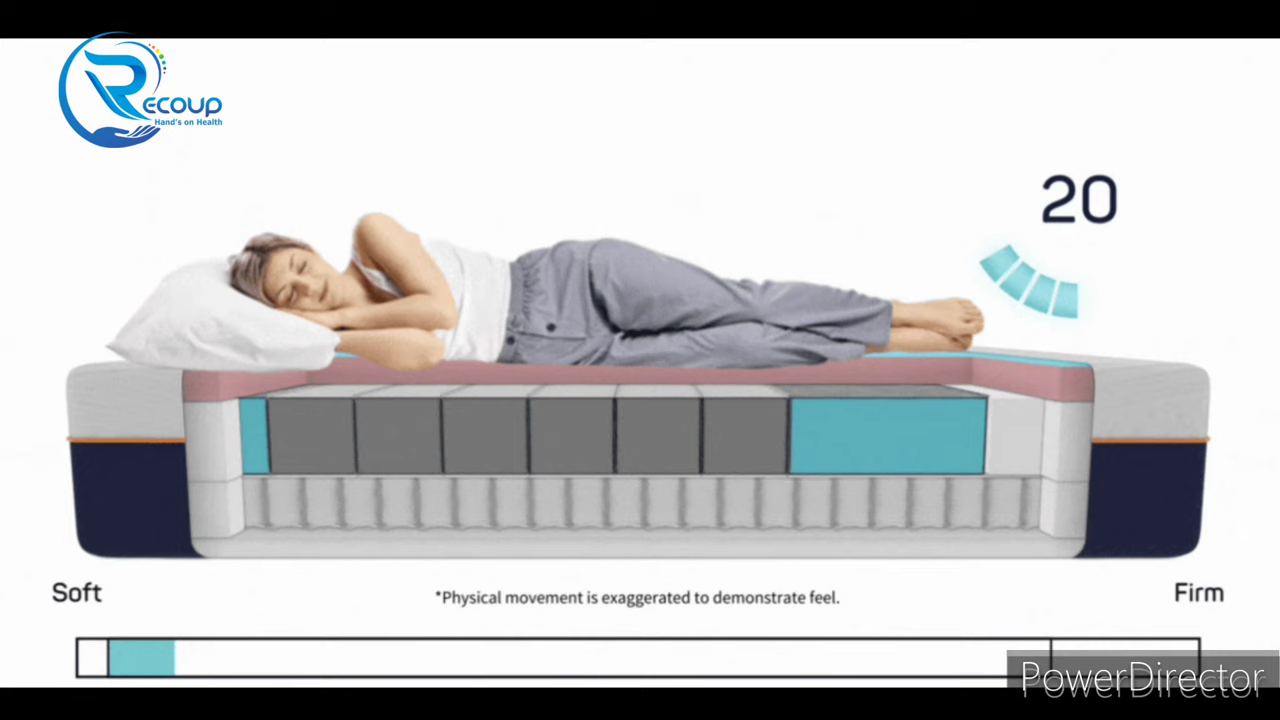 RECOUP
Hand's on Health
20
Soft
*Physical movement is exaggerated to demonstrate feel.
Firm
PowerDirector